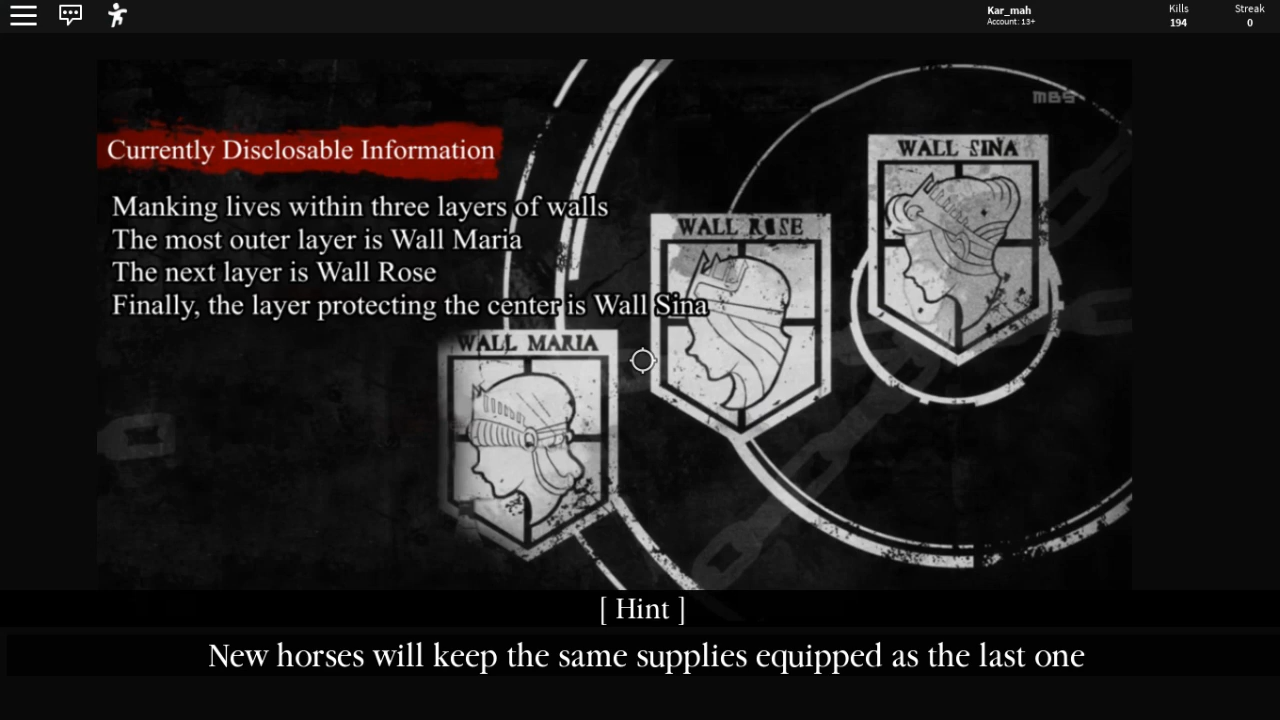 Kar_mah
Account: 13+
Kills
194
Streak
0
MBS
Currently Disclosable Information
Manking lives within three layers of walls
The most outer layer is Wall Maria
The next layer is Wall Rose
Finally, the layer protecting the center is Wall Sina
WALL SINA
WALL ROSE
WALL MARIA
[ Hint ]
New horses will keep the same supplies equipped as the last one